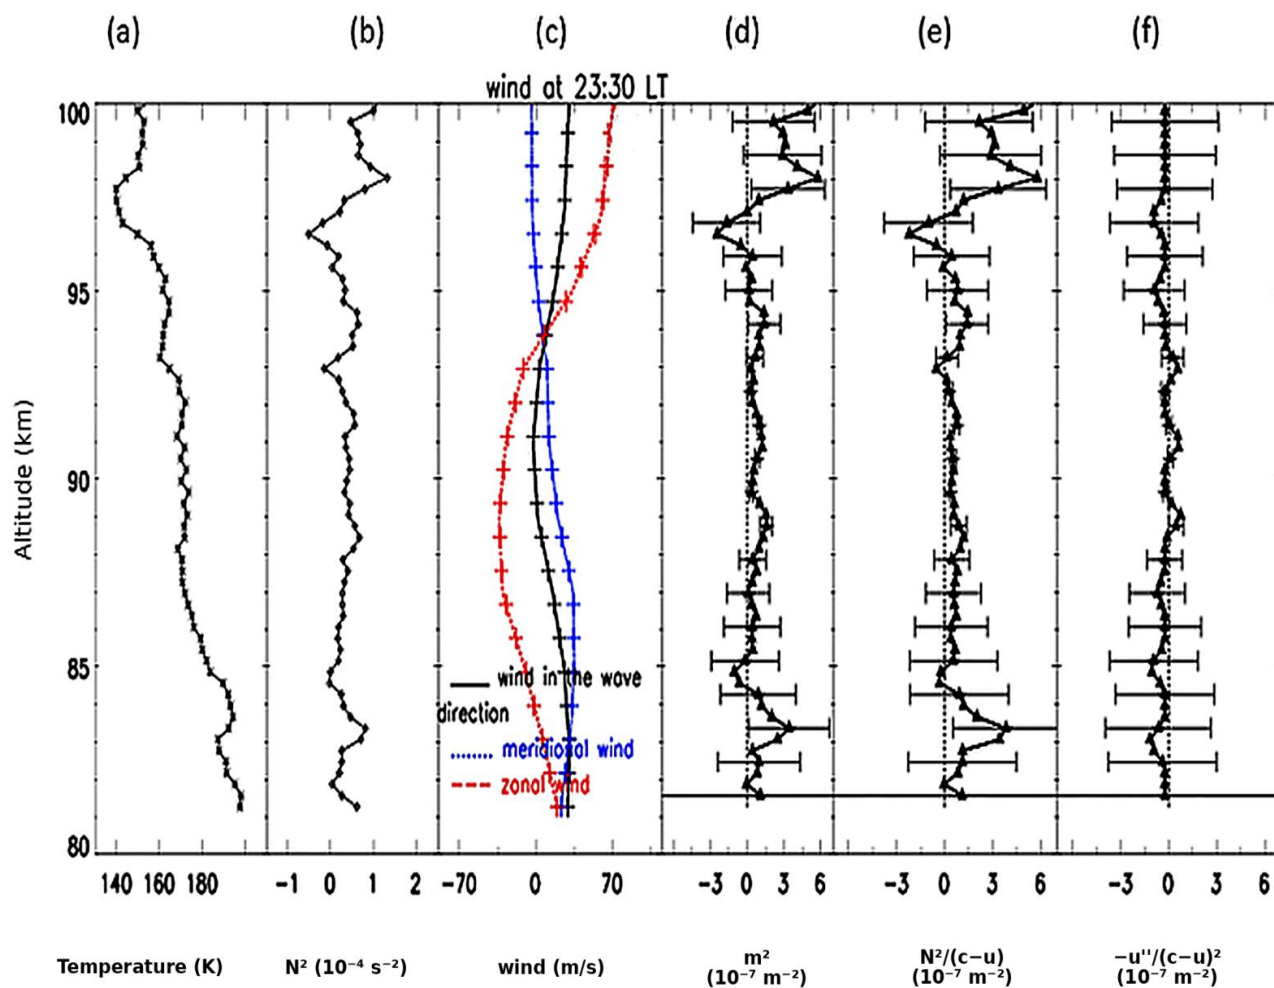 (a) (b) (c) (d) (e) (f)
wind at 23:30 LT
100
95
90
85
80
Altitude (km)
wind in the wave
direction
meridional wind
zonal wind
140 160 180 -1 0 1 2 -70 0 70 -3 0 3 6 -3 0 3 6 -3 0 3 6
Temperature (K) N² (10⁻⁴ s⁻²) wind (m/s) m² N²/(c−u) −u''/(c−u)²
(10⁻⁷ m⁻²) (10⁻⁷ m⁻²) (10⁻⁷ m⁻²)